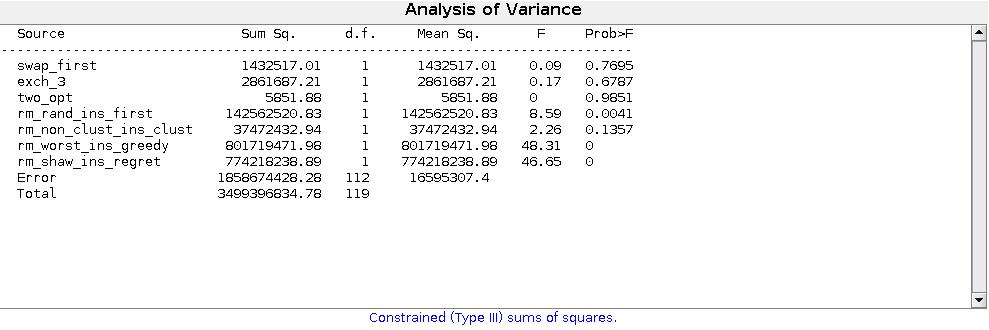 Analysis of Variance
Source Sum Sq. d.f. Mean Sq. F Prob>F
swap_first 1432517.01 1 1432517.01 0.09 0.7695
exch_3 2861687.21 1 2861687.21 0.17 0.6787
two_opt 5851.88 1 5851.88 0 0.9851
rm_rand_ins_first 142562520.83 1 142562520.83 8.59 0.0041
rm_non_clust_ins_clust 37472432.94 1 37472432.94 2.26 0.1357
rm_worst_ins_greedy 801719471.98 1 801719471.98 48.31 0
rm_shaw_ins_regret 774218238.89 1 774218238.89 46.65 0
Error 1858674428.28 112 16595307.4
Total 3499396834.78 119
Constrained (Type III) sums of squares.